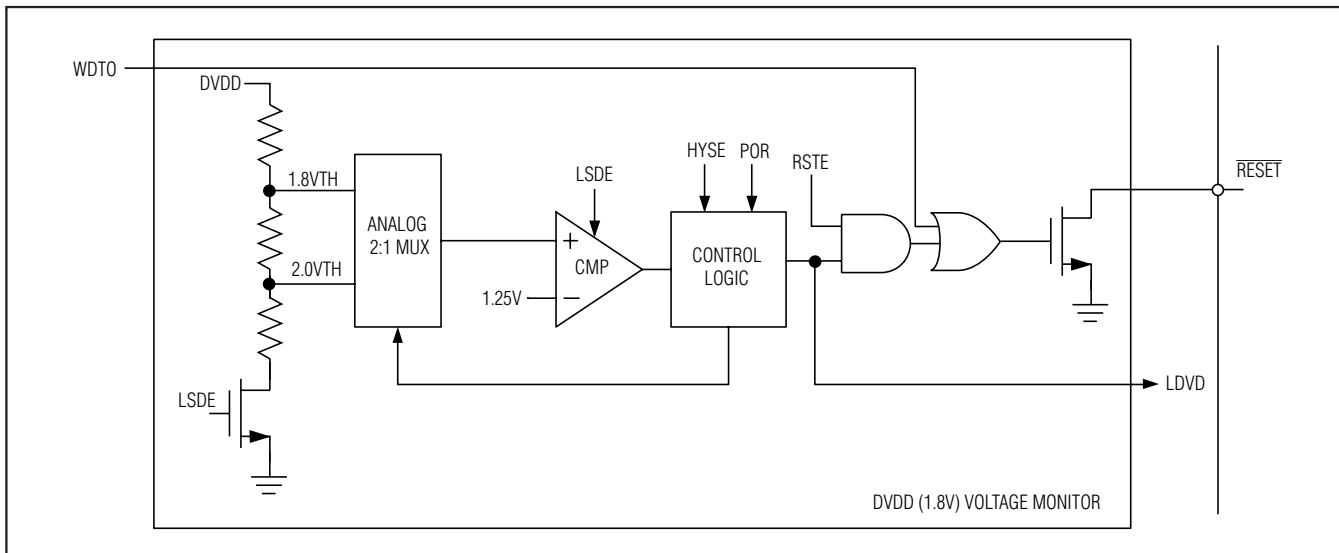 WDTO
DVDD
1.8VTH
2.0VTH
LSDE
ANALOG
2:1 MUX
LSDE
+
CMP
1.25V
−
HYSE
POR
CONTROL
LOGIC
RSTE
RESET
LDVD
DVDD (1.8V) VOLTAGE MONITOR